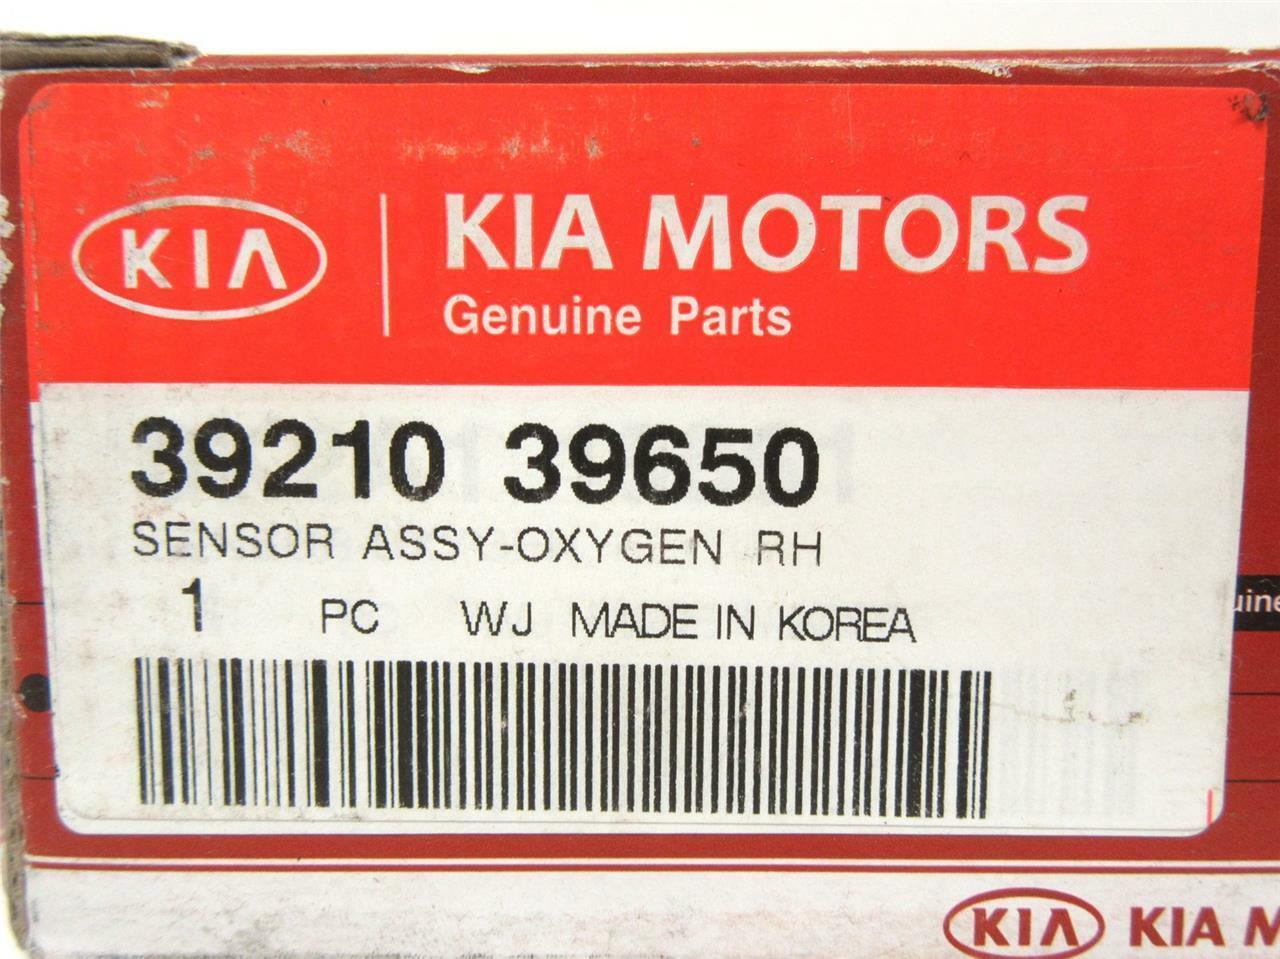 KIA
KIA MOTORS
Genuine Parts
39210 39650
SENSOR ASSY-OXYGEN RH
1 PC WJ MADE IN KOREA
KIA KIA